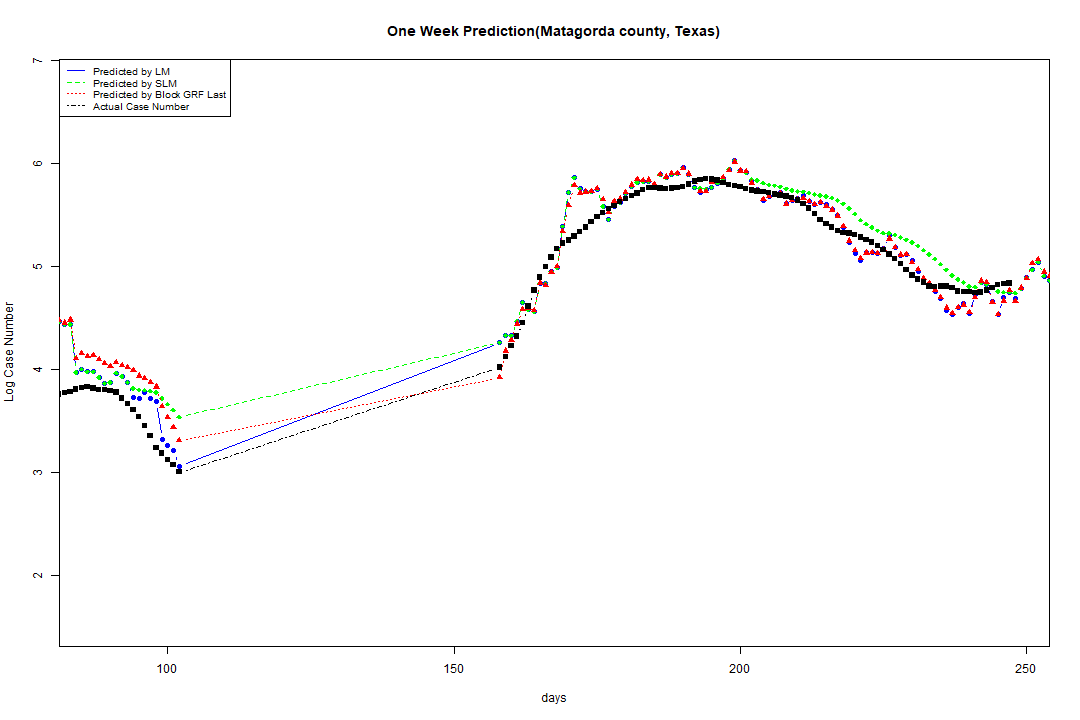 One Week Prediction(Matagorda county, Texas)
Predicted by LM
Predicted by SLM
Predicted by Block GRF Last
Actual Case Number
7
6
5
4
3
2
Log Case Number
100
150
200
250
days